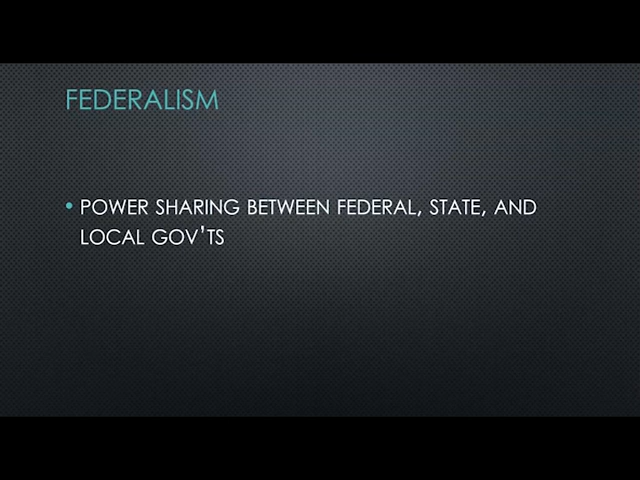 FEDERALISM
• POWER SHARING BETWEEN FEDERAL, STATE, AND
LOCAL GOV'TS